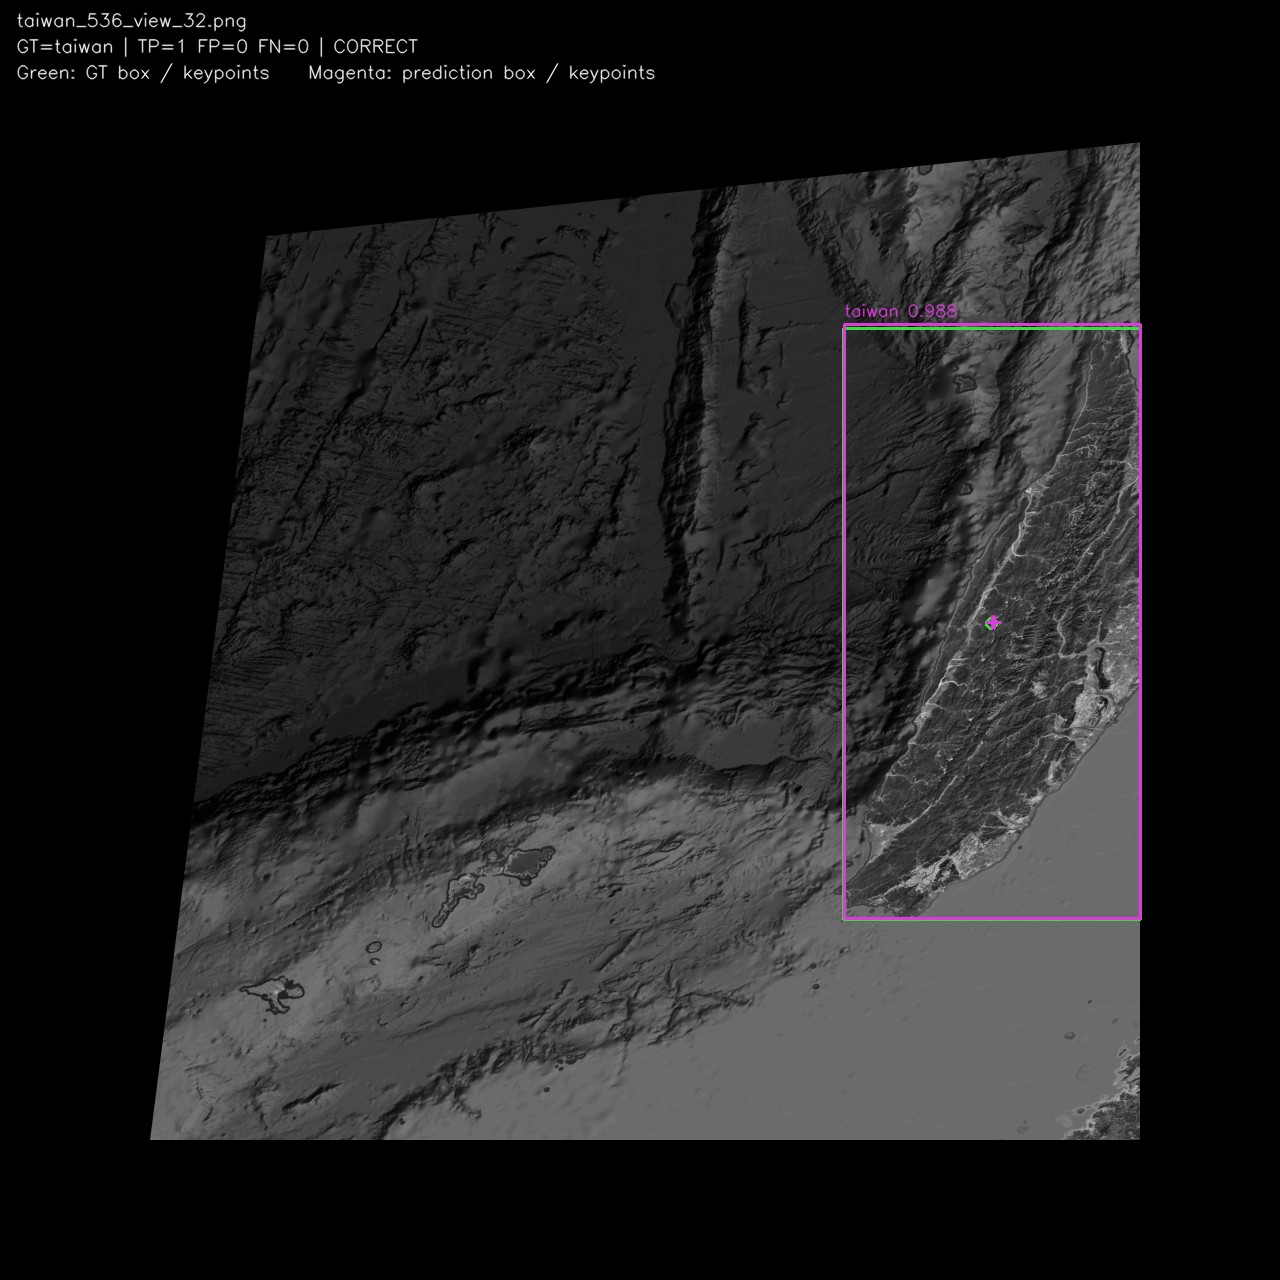 taiwan_536_view_32.png
GT=taiwan | TP=1 FP=0 FN=0 | CORRECT
Green: GT box / keypoints    Magenta: prediction box / keypoints
taiwan 0.988